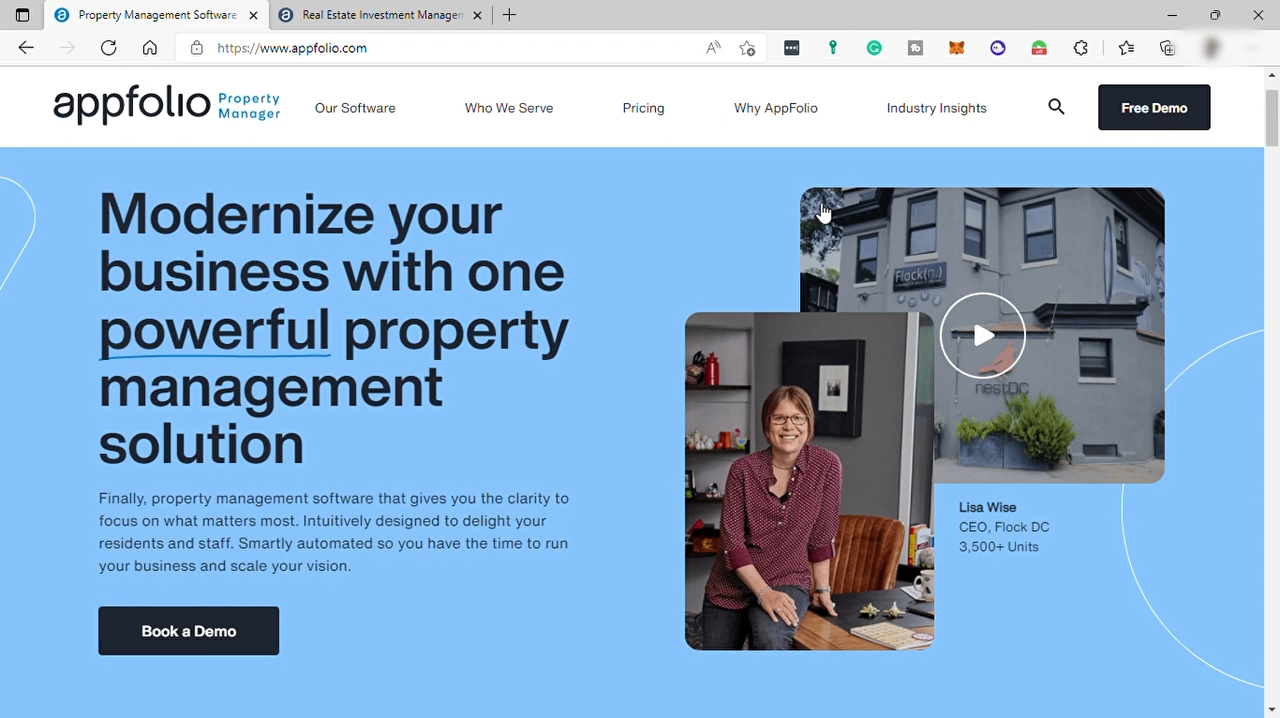 Property Management Software
Real Estate Investment Managem
https://www.appfolio.com
appfolio Property Manager
Our Software
Who We Serve
Pricing
Why AppFolio
Industry Insights
Free Demo
Modernize your
business with one
powerful property
management
solution
Finally, property management software that gives you the clarity to
focus on what matters most. Intuitively designed to delight your
residents and staff. Smartly automated so you have the time to run
your business and scale your vision.
Book a Demo
Flock(n.)
nestDC
Lisa Wise
CEO, Flock DC
3,500+ Units